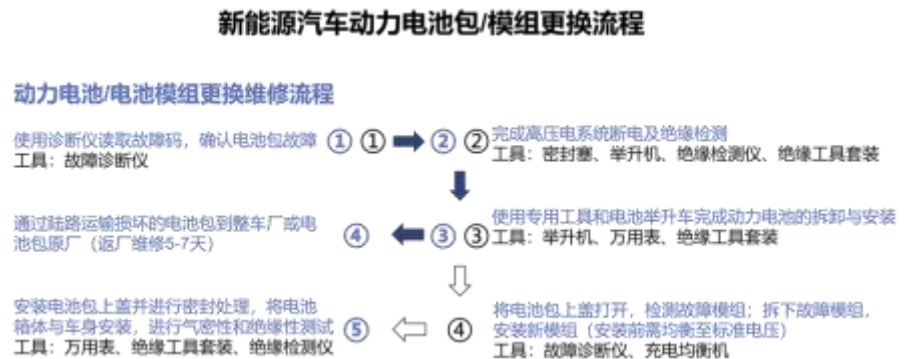 新能源汽车动力电池包/模组更换流程
动力电池/电池模组更换维修流程
使用诊断仪读取故障码，确认电池包故障
工具：故障诊断仪
① ①
② ②
完成高压电系统断电及绝缘检测
工具：密封塞、举升机、绝缘检测仪、绝缘工具套装
通过陆路运输损坏的电池包到整车厂或电
池包原厂（返厂维修5-7天）
④
③ ③
使用专用工具和电池举升车完成动力电池的拆卸与安装
工具：举升机、万用表、绝缘工具套装
安装电池包上盖并进行密封处理，将电池
箱体与车身安装，进行气密性和绝缘性测试
工具：万用表、绝缘工具套装、绝缘检测仪
⑤
④
将电池包上盖打开，检测故障模组；拆下故障模组，
安装新模组（安装前需均衡至标准电压）
工具：故障诊断仪、充电均衡机